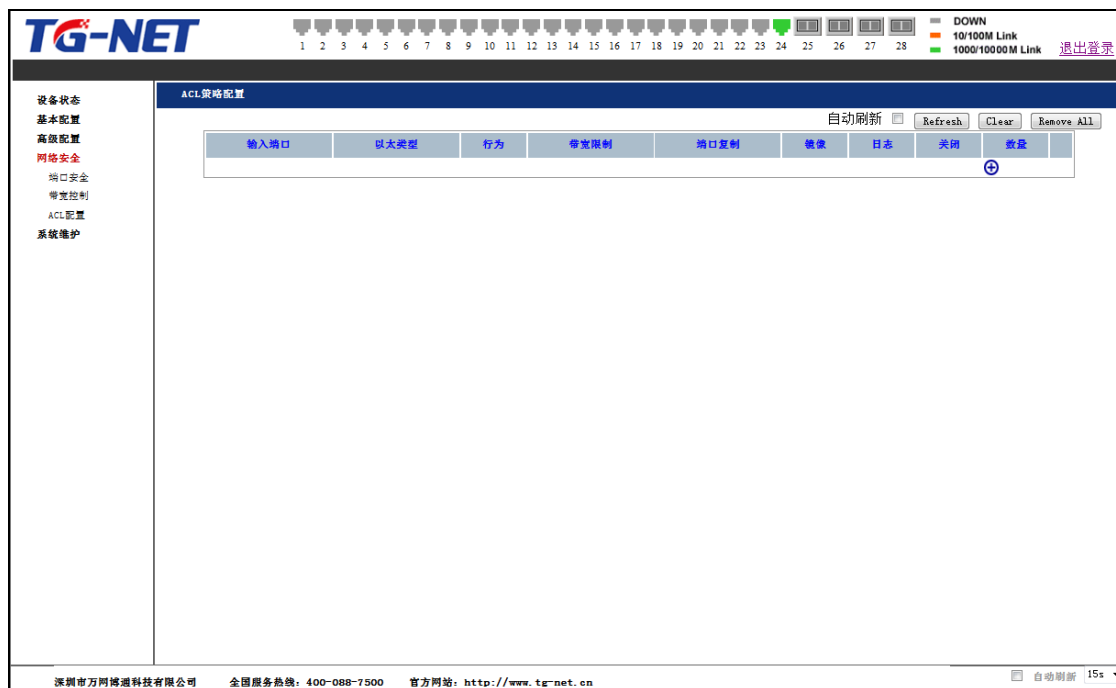 TG-NET
1 2 3 4 5 6 7 8 9 10 11 12 13 14 15 16 17 18 19 20 21 22 23 24 25 26 27 28
DOWN
10/100M Link
1000/10000M Link
退出登录
设备状态
基本配置
高级配置
网络安全
端口安全
带宽控制
ACL配置
系统维护
ACL策略配置
自动刷新 Refresh Clear Remove All
输入端口 以太类型 行为 带宽限制 端口复制 镜像 日志 关闭 数量
深圳市万网博通科技有限公司 全国服务热线：400-088-7500 官方网站：http://www.tg-net.cn
自动刷新 15s